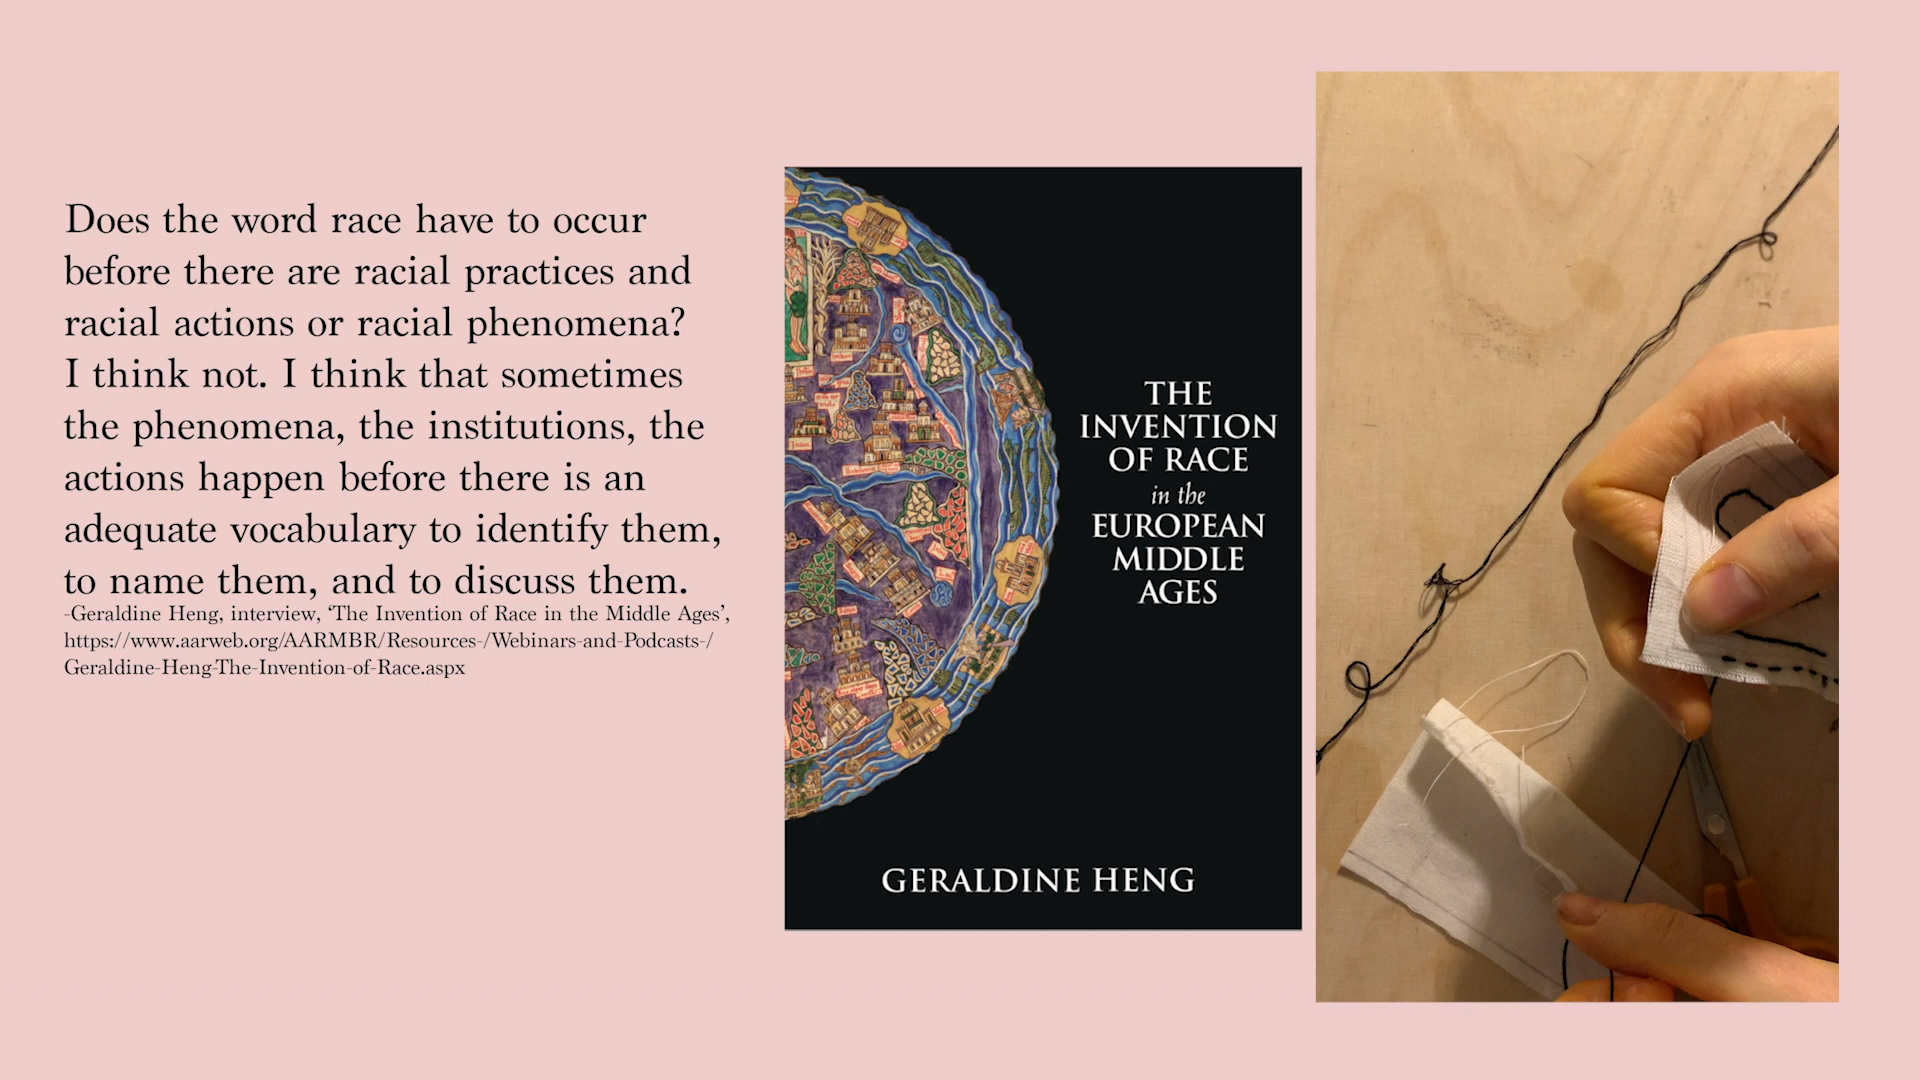 Does the word race have to occur
before there are racial practices and
racial actions or racial phenomena?
I think not. I think that sometimes
the phenomena, the institutions, the
actions happen before there is an
adequate vocabulary to identify them,
to name them, and to discuss them.
-Geraldine Heng, interview, ‘The Invention of Race in the Middle Ages’,
https://www.aarweb.org/AARMBR/Resources-/Webinars-and-Podcasts-/
Geraldine-Heng-The-Invention-of-Race.aspx
THE
INVENTION
OF RACE
in the
EUROPEAN
MIDDLE
AGES
GERALDINE HENG